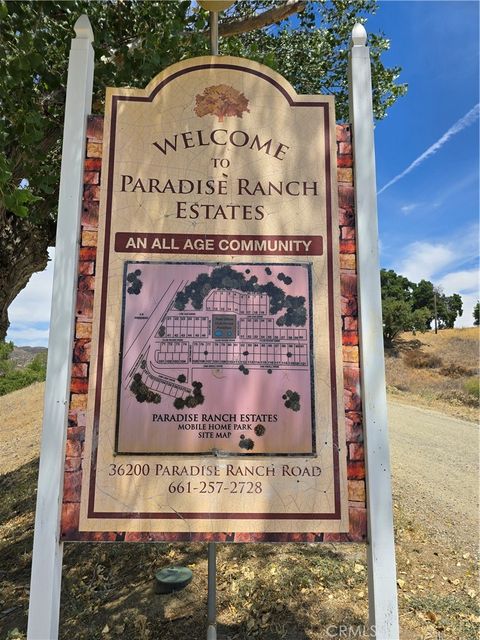 WELCOME
TO
PARADISE RANCH
ESTATES
AN ALL AGE COMMUNITY
PARADISE RANCH ESTATES
MOBILE HOME PARK
SITE MAP
36200 PARADISE RANCH ROAD
661-257-2728
CRMLS